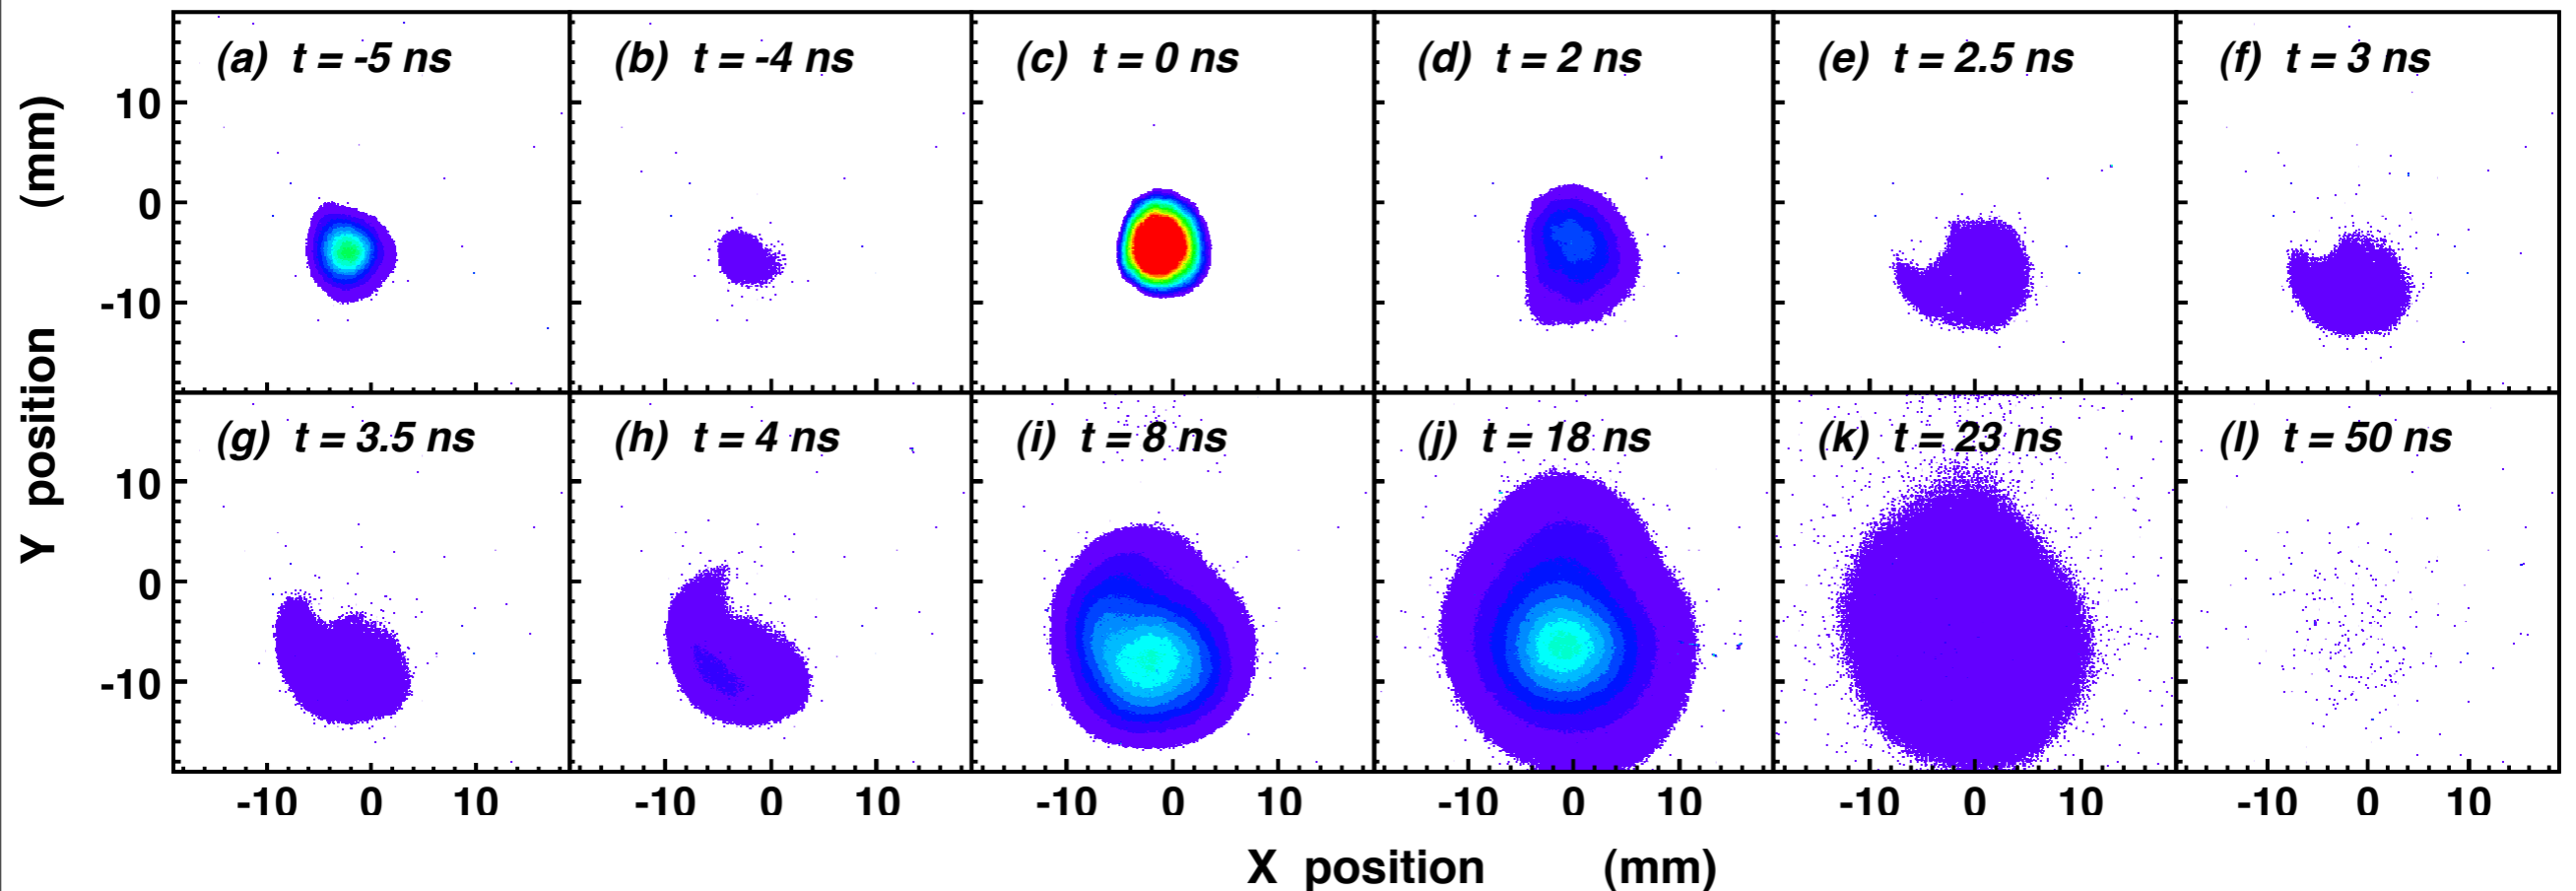 (a) t = -5 ns
(b) t = -4 ns
(c) t = 0 ns
(d) t = 2 ns
(e) t = 2.5 ns
(f) t = 3 ns
10
0
-10
(g) t = 3.5 ns
(h) t = 4 ns
(i) t = 8 ns
(j) t = 18 ns
(k) t = 23 ns
(l) t = 50 ns
10
0
-10
Y position (mm)
-10 0 10 -10 0 10 -10 0 10 -10 0 10 -10 0 10 -10 0 10
X position (mm)